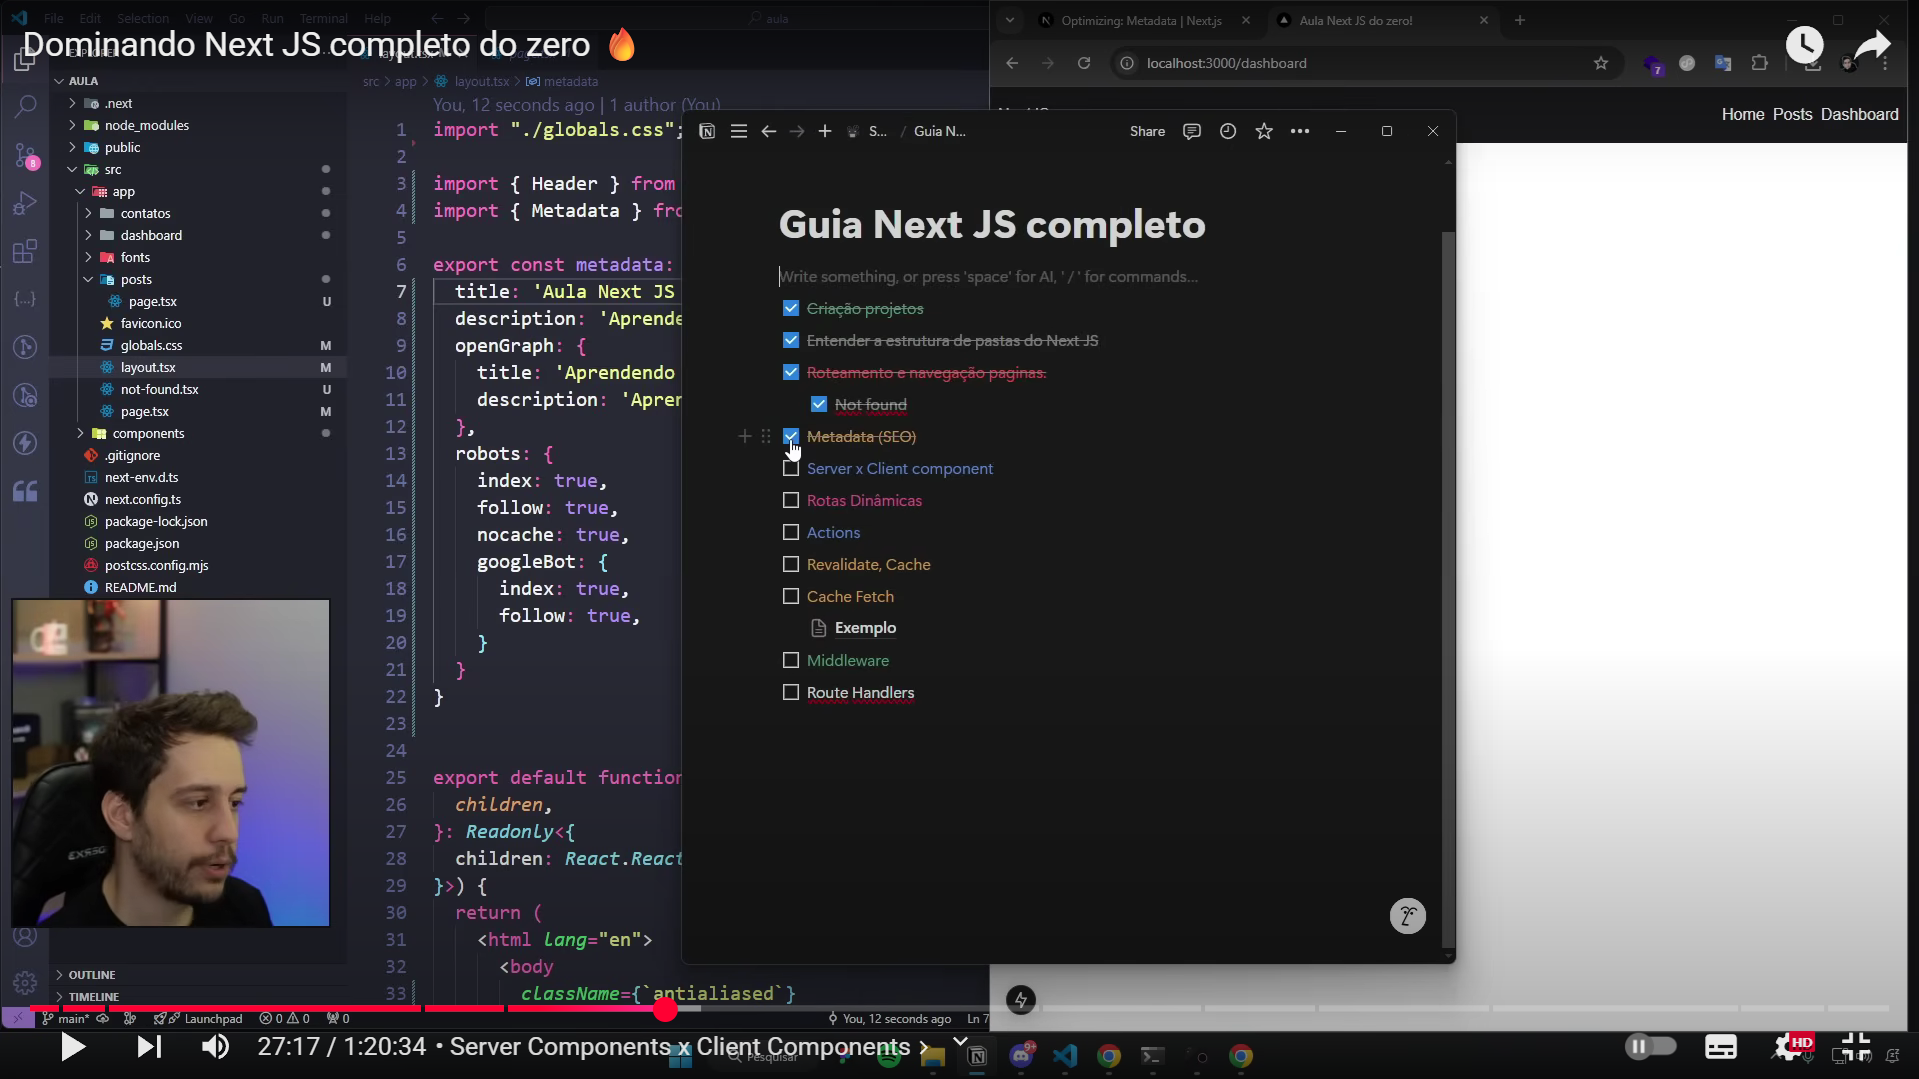 File Edit Selection View Go Run Terminal Help
aula
Optimizing: Metadata | Next.js
Aula Next JS do zero!
Dominando Next JS completo do zero 🔥
localhost:3000/dashboard
7
AULA
src > app > layout.tsx > metadata
.next
You, 12 seconds ago | 1 author (You)
node_modules
public
src
app
contatos
dashboard
fonts
posts
page.tsx U
favicon.ico
globals.css M
layout.tsx M
not-found.tsx U
page.tsx M
components
.gitignore
next-env.d.ts
next.config.ts
package-lock.json
package.json
postcss.config.mjs
README.md
8
OUTLINE
TIMELINE
1 import "./globals.css";
2
3 import { Header } from
4 import { Metadata } fro
5
6 export const metadata:
7 title: 'Aula Next JS
8 description: 'Aprende
9 openGraph: {
10 title: 'Aprendendo
11 description: 'Apren
12 },
13 robots: {
14 index: true,
15 follow: true,
16 nocache: true,
17 googleBot: {
18 index: true,
19 follow: true,
20 }
21 }
22 }
23
24
25 export default function
26 children,
27 }: Readonly<{
28 children: React.React
29 }>) {
30 return (
31 <html lang="en">
32 <body
33 className={`antialiased`}
Home Posts Dashboard
S... / Guia N...
Share
Guia Next JS completo
Write something, or press 'space' for AI, '/' for commands...
Criação projetos
Entender a estrutura de pastas do Next JS
Roteamento e navegação paginas.
Not found
Metadata (SEO)
Server x Client component
Rotas Dinâmicas
Actions
Revalidate, Cache
Cache Fetch
Exemplo
Middleware
Route Handlers
main* Launchpad 0 0 0
You, 12 seconds ago Ln 7
27:17 / 1:20:34 • Server Components x Client Components
Pesquisar
9+
HD